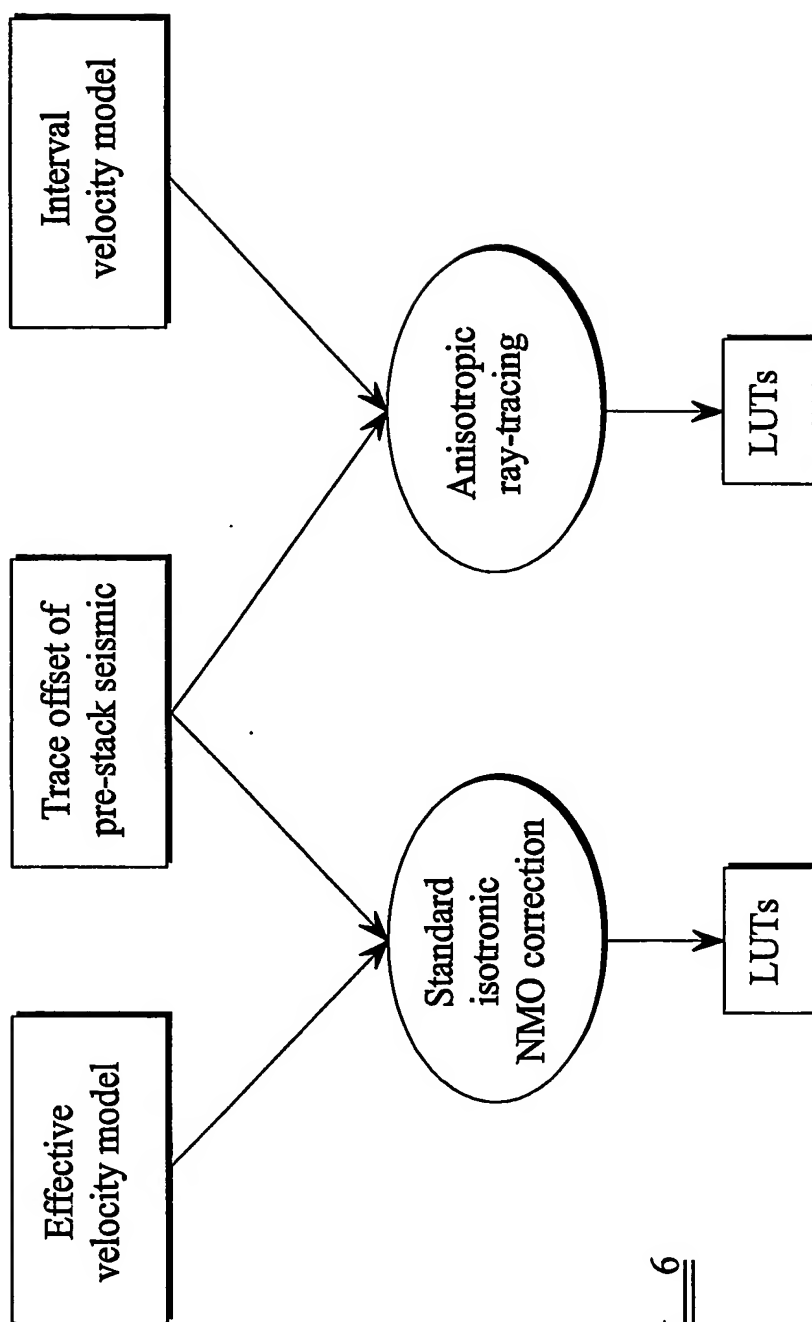 Effective
velocity model
Trace offset of
pre-stack seismic
Interval
velocity model
Standard
isotronic
NMO correction
Anisotropic
ray-tracing
LUTs
LUTs
6